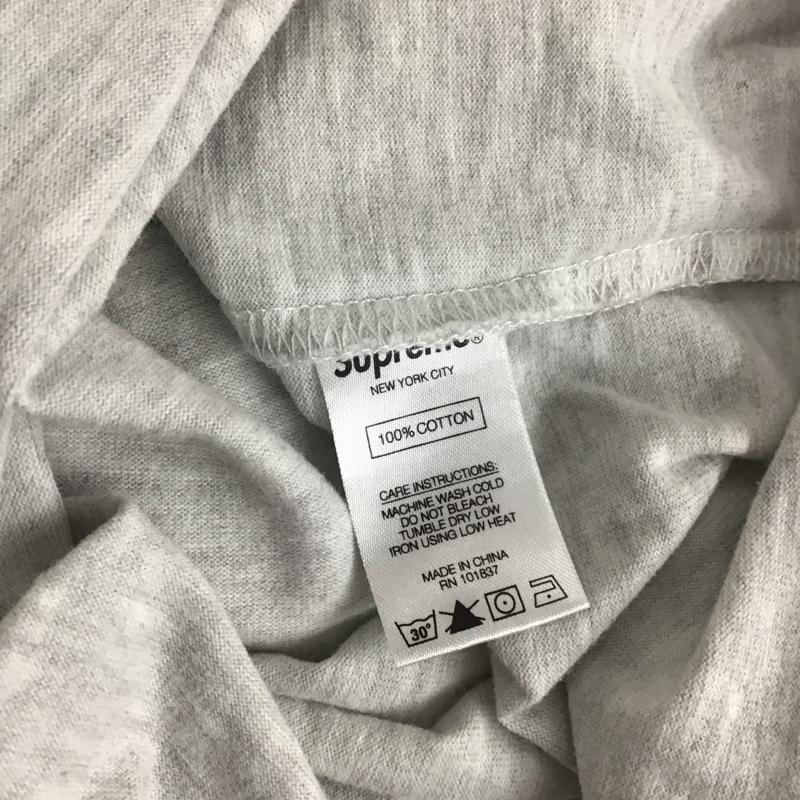 Supreme®
NEW YORK CITY
100% COTTON
CARE INSTRUCTIONS:
MACHINE WASH COLD
DO NOT BLEACH
TUMBLE DRY LOW
IRON USING LOW HEAT
MADE IN CHINA
RN 101837
30°